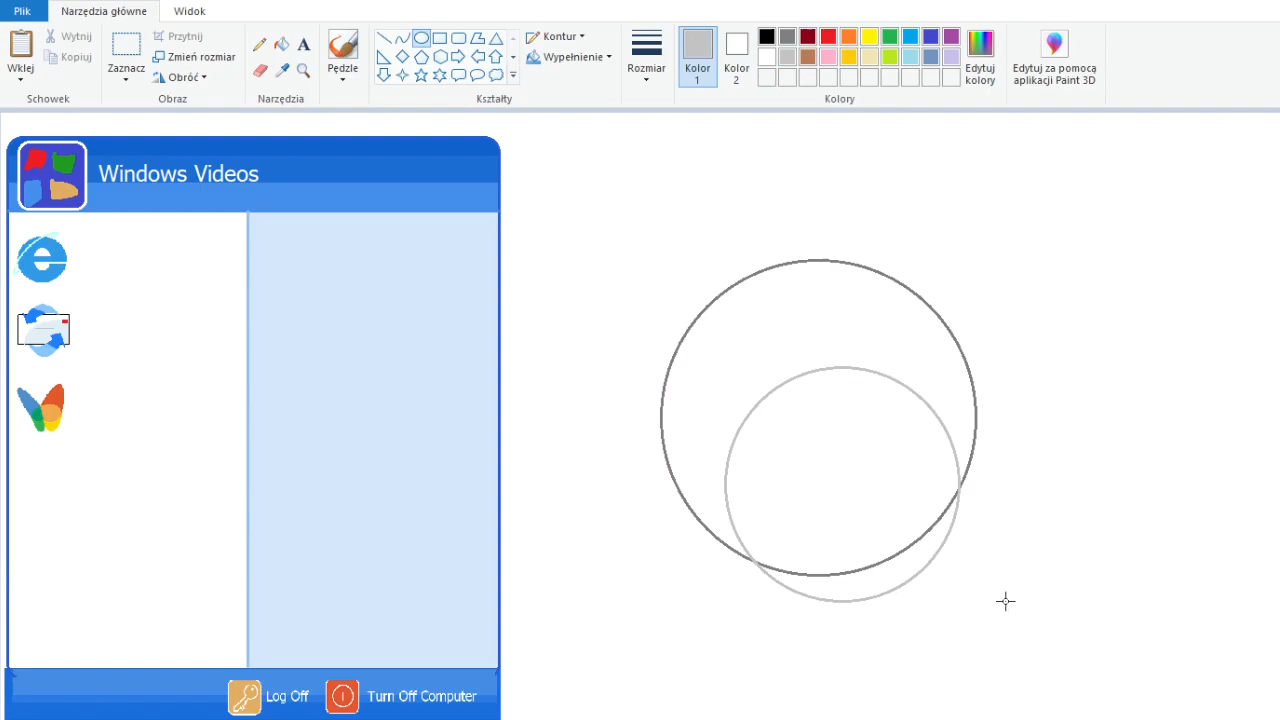 Plik Narzędzia główne Widok
Wklej
Wytnij
Kopiuj
Schowek
Zaznacz
Przytnij
Zmień rozmiar
Obróć
Obraz
A
Narzędzia
Pędzle
Kształty
Kontur
Wypełnienie
Rozmiar
Kolor
1
Kolor
2
Kolory
Edytuj
kolory
Edytuj za pomocą
aplikacji Paint 3D
Windows Videos
Log Off
Turn Off Computer